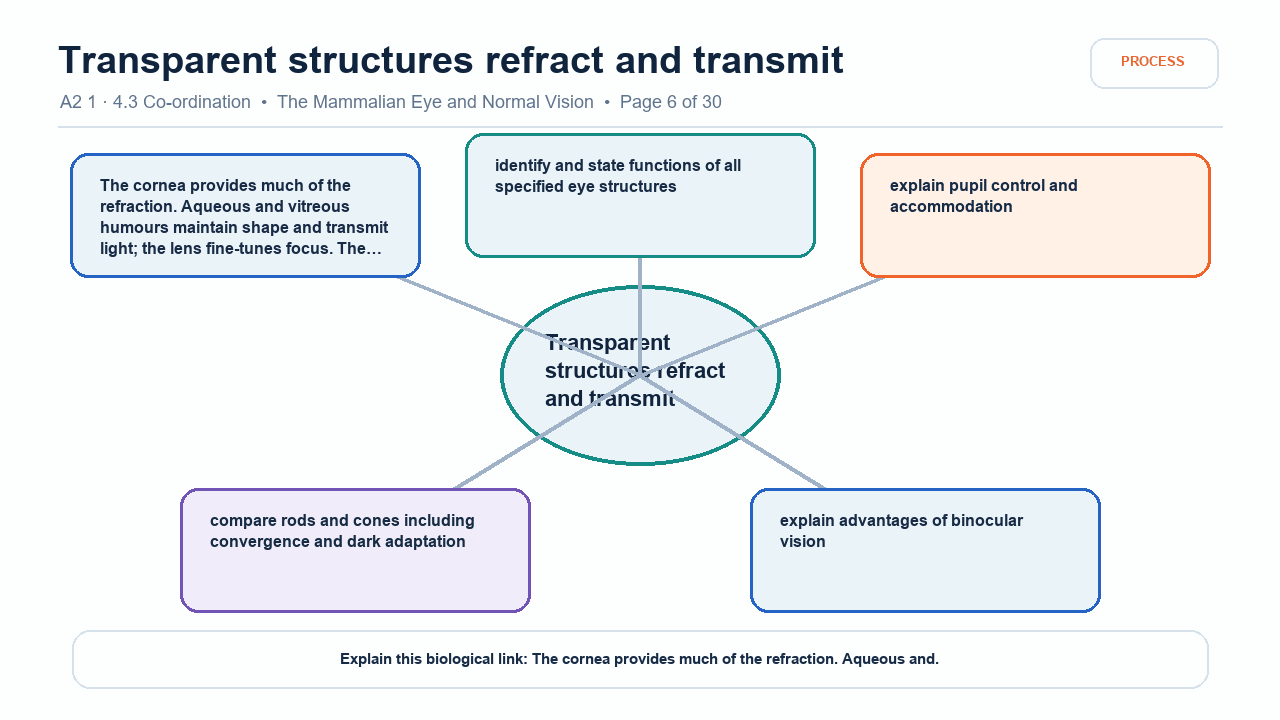 Transparent structures refract and transmit
PROCESS
A2 1 · 4.3 Co-ordination • The Mammalian Eye and Normal Vision • Page 6 of 30
The cornea provides much of the
refraction. Aqueous and vitreous
humours maintain shape and transmit
light; the lens fine-tunes focus. The…
identify and state functions of all
specified eye structures
explain pupil control and
accommodation
Transparent
structures refract
and transmit
compare rods and cones including
convergence and dark adaptation
explain advantages of binocular
vision
Explain this biological link: The cornea provides much of the refraction. Aqueous and.